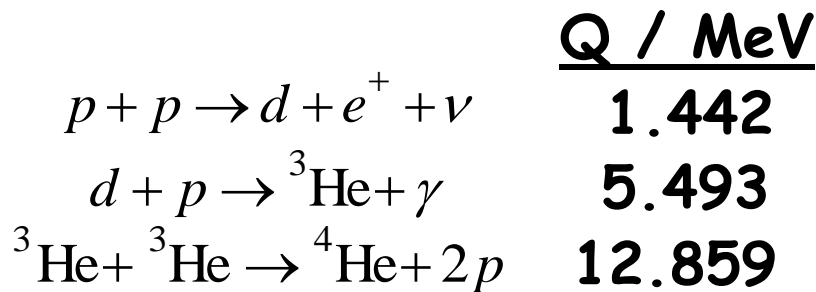 Q / MeV
p + p → d + e⁺ + ν 1.442
d + p → ³He + γ 5.493
³He + ³He → ⁴He + 2p 12.859